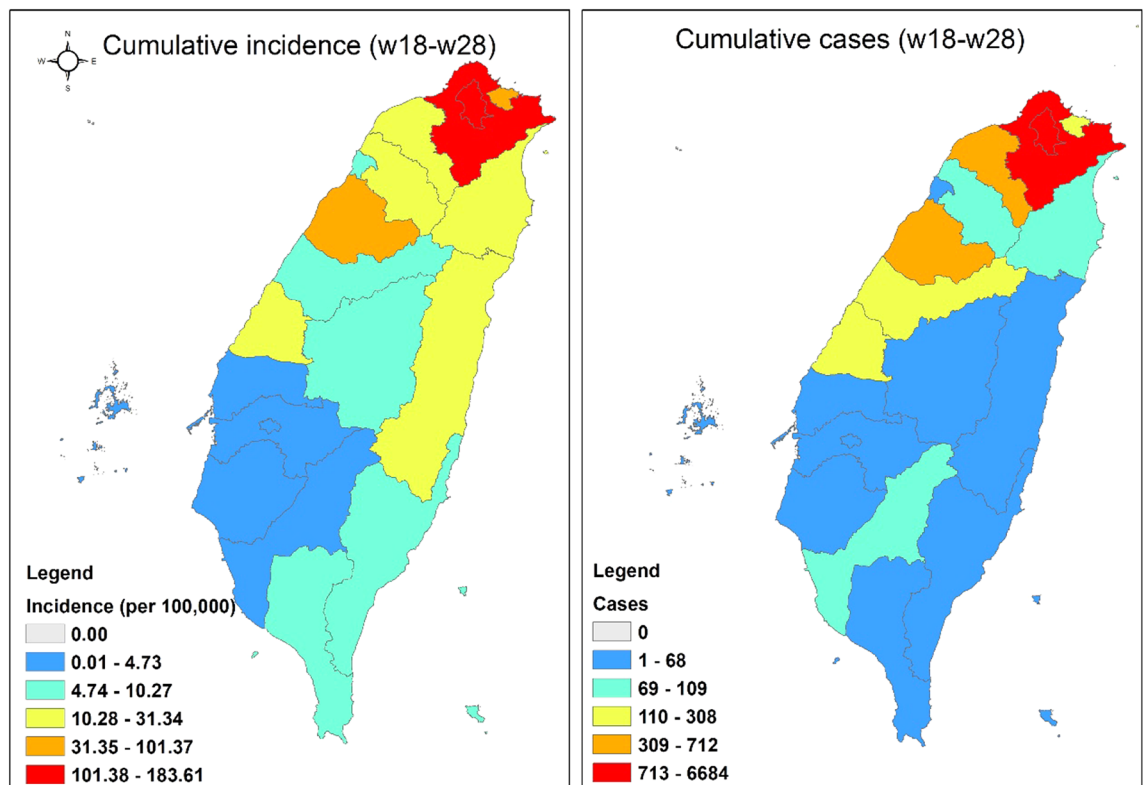 Cumulative incidence (w18-w28)
N
W E
S
Legend
Incidence (per 100,000)
0.00
0.01 - 4.73
4.74 - 10.27
10.28 - 31.34
31.35 - 101.37
101.38 - 183.61
Cumulative cases (w18-w28)
Legend
Cases
0
1 - 68
69 - 109
110 - 308
309 - 712
713 - 6684